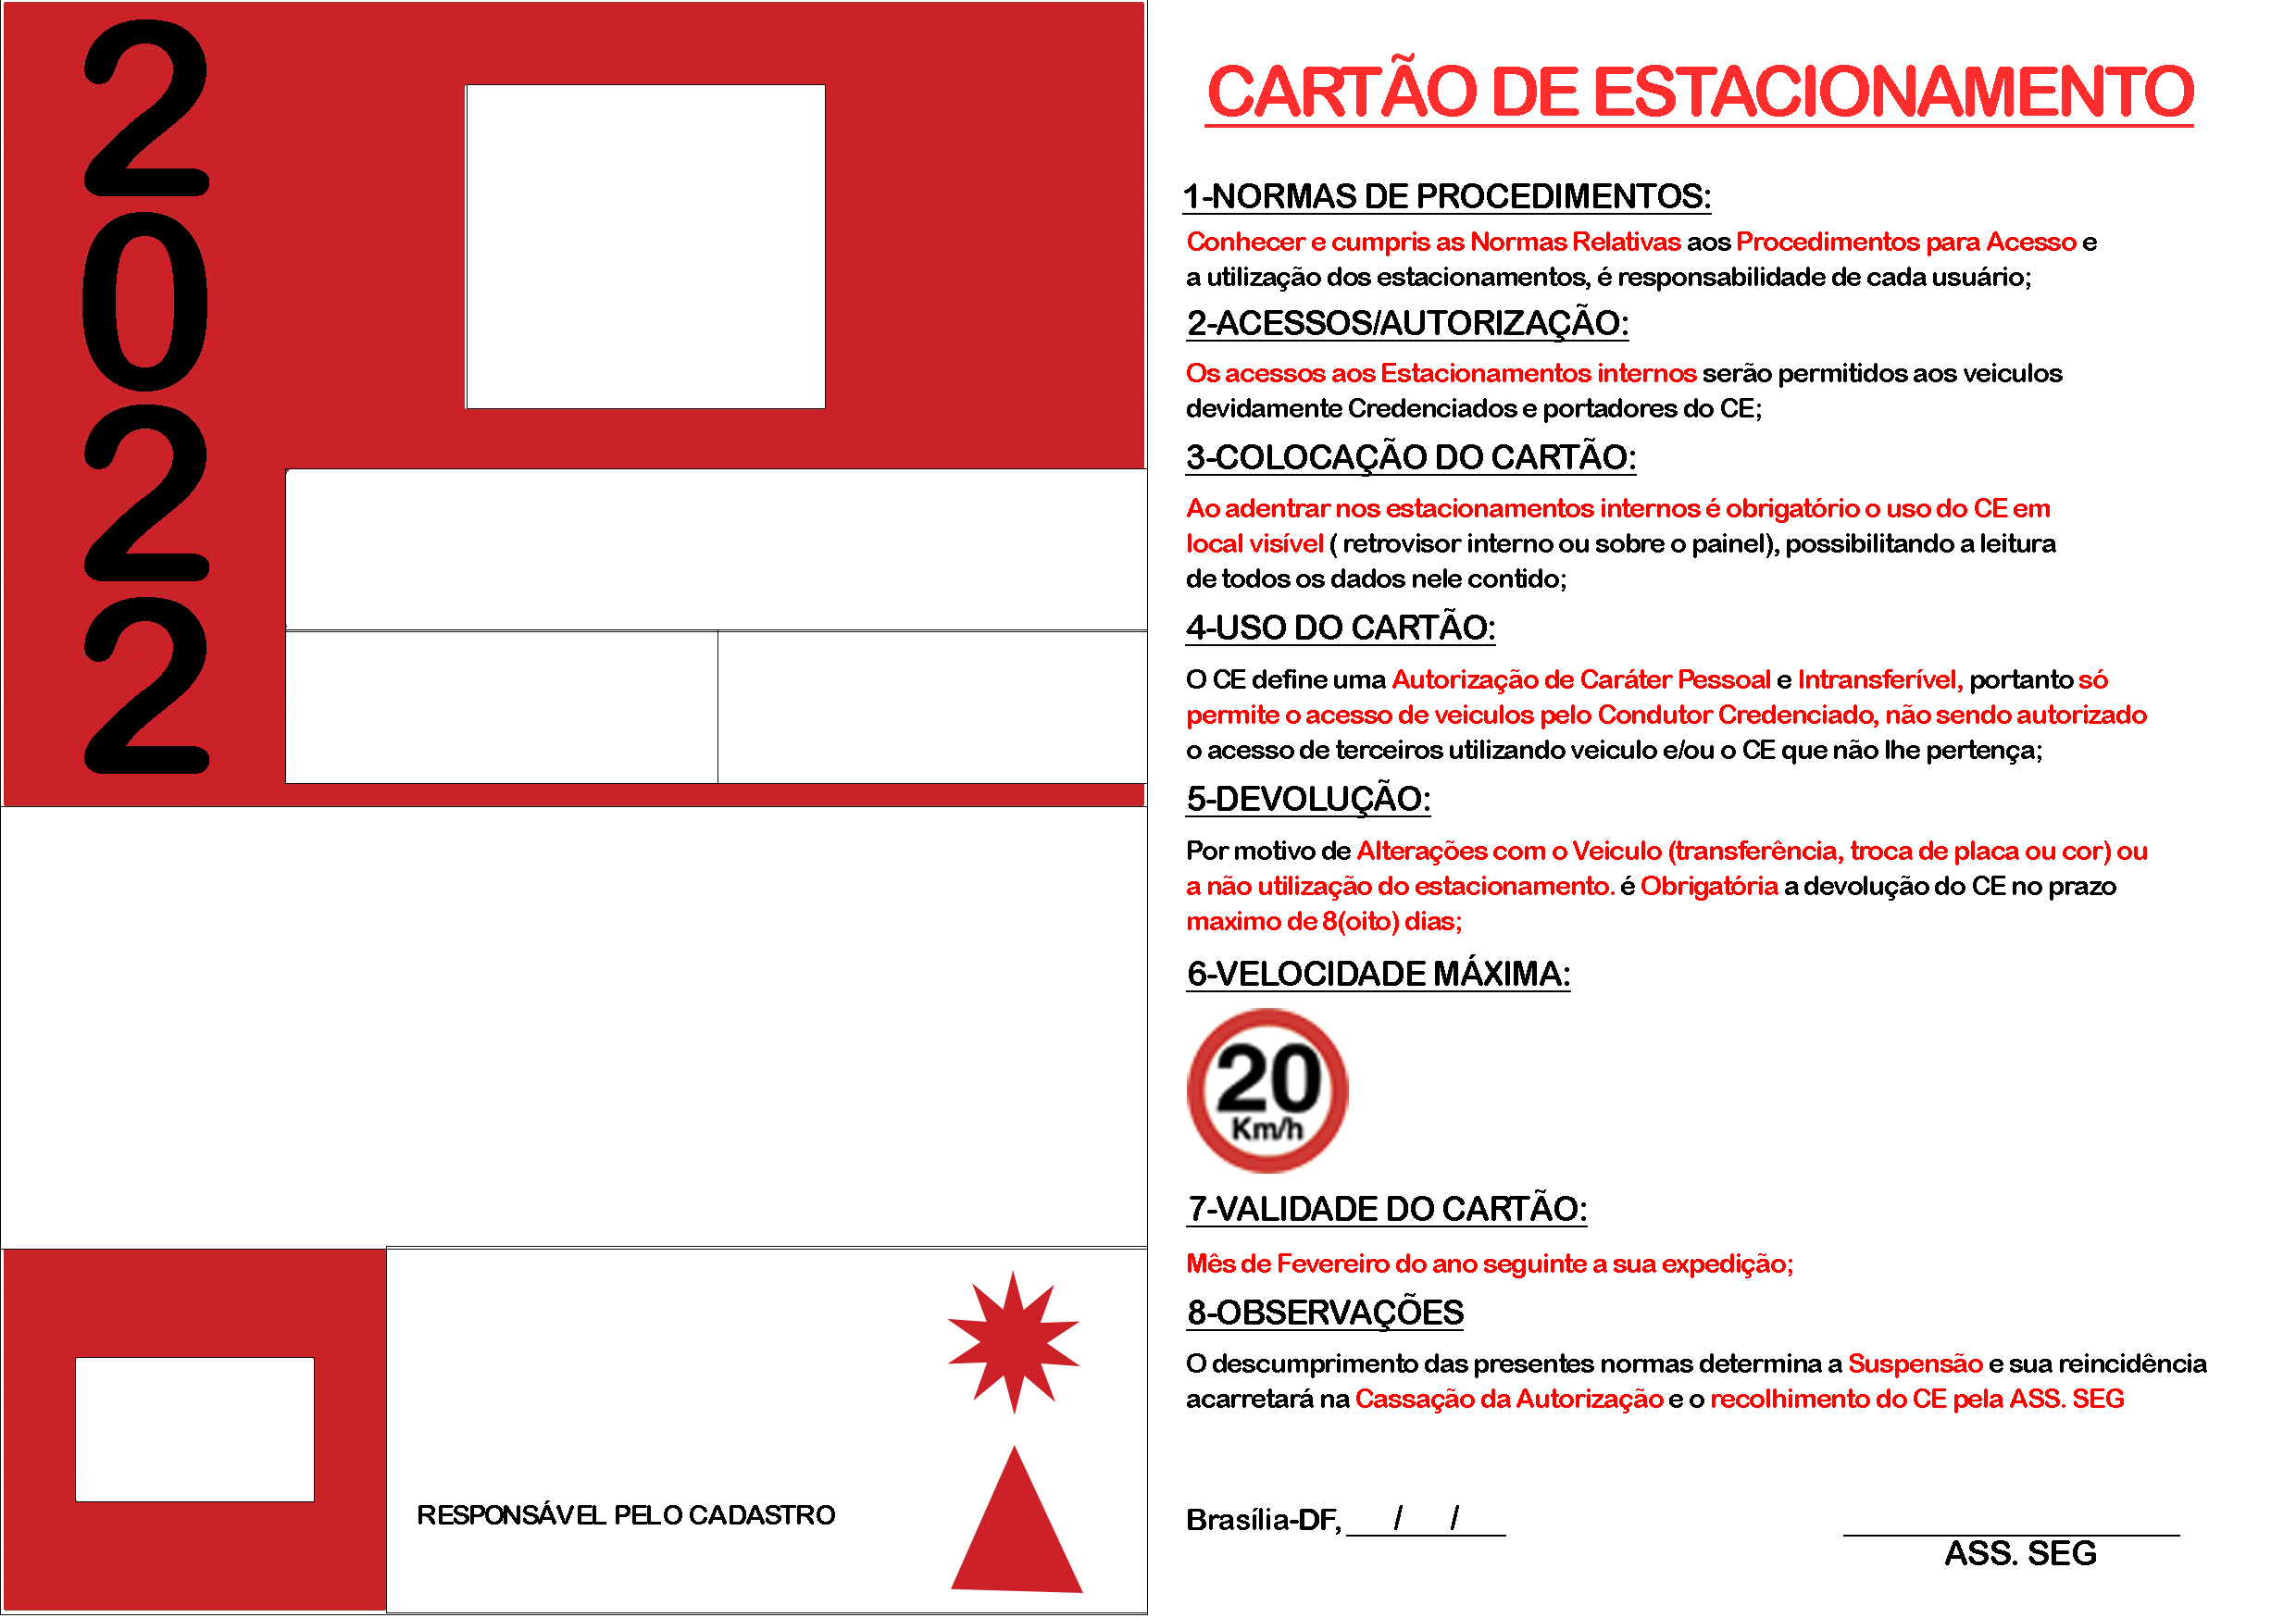 2
0
2
2
RESPONSÁVEL PELO CADASTRO
CARTÃO DE ESTACIONAMENTO
1-NORMAS DE PROCEDIMENTOS:
Conhecer e cumpris as Normas Relativas aos Procedimentos para Acesso e
a utilização dos estacionamentos, é responsabilidade de cada usuário;
2-ACESSOS/AUTORIZAÇÃO:
Os acessos aos Estacionamentos internos serão permitidos aos veiculos
devidamente Credenciados e portadores do CE;
3-COLOCAÇÃO DO CARTÃO:
Ao adentrar nos estacionamentos internos é obrigatório o uso do CE em
local visível ( retrovisor interno ou sobre o painel), possibilitando a leitura
de todos os dados nele contido;
4-USO DO CARTÃO:
O CE define uma Autorização de Caráter Pessoal e Intransferível, portanto só
permite o acesso de veiculos pelo Condutor Credenciado, não sendo autorizado
o acesso de terceiros utilizando veiculo e/ou o CE que não lhe pertença;
5-DEVOLUÇÃO:
Por motivo de Alterações com o Veiculo (transferência, troca de placa ou cor) ou
a não utilização do estacionamento. é Obrigatória a devolução do CE no prazo
maximo de 8(oito) dias;
6-VELOCIDADE MÁXIMA:
20
Km/h
7-VALIDADE DO CARTÃO:
Mês de Fevereiro do ano seguinte a sua expedição;
8-OBSERVAÇÕES
O descumprimento das presentes normas determina a Suspensão e sua reincidência
acarretará na Cassação da Autorização e o recolhimento do CE pela ASS. SEG
Brasília-DF,___/___/___
ASS. SEG